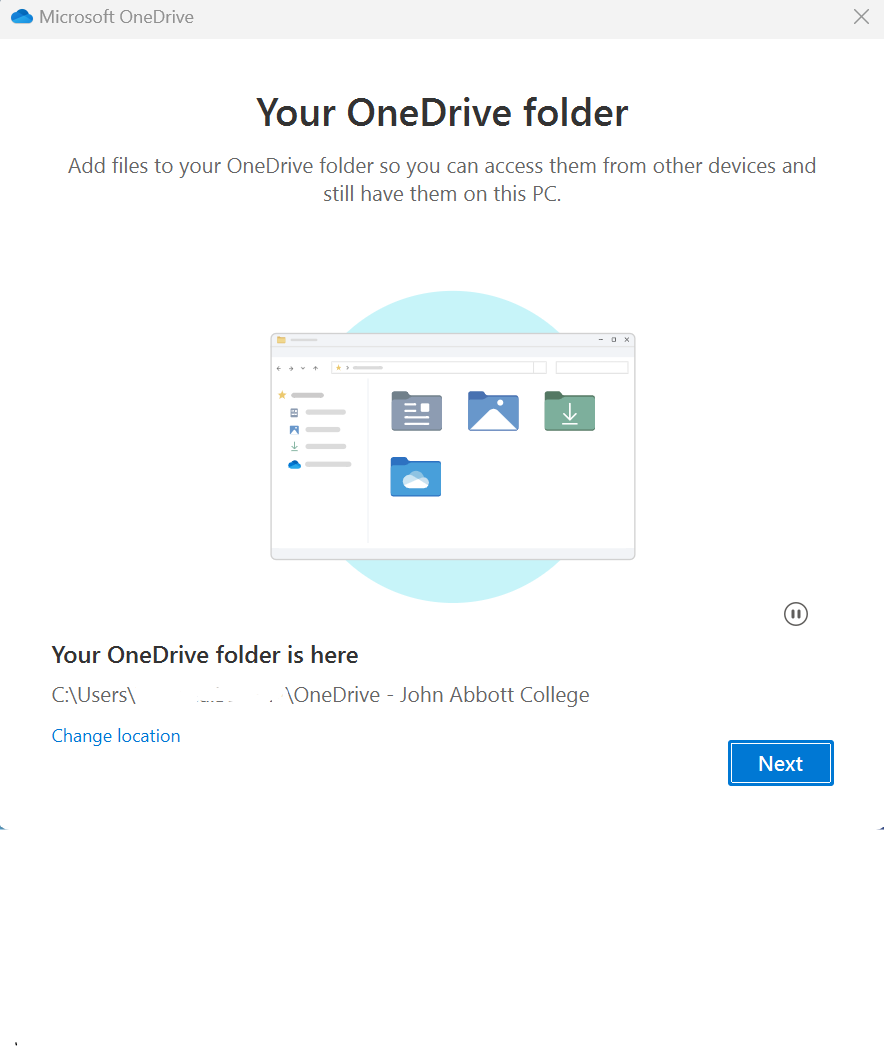 Microsoft OneDrive
Your OneDrive folder
Add files to your OneDrive folder so you can access them from other devices and
still have them on this PC.
Your OneDrive folder is here
C:\Users\ \OneDrive - John Abbott College
Change location
Next